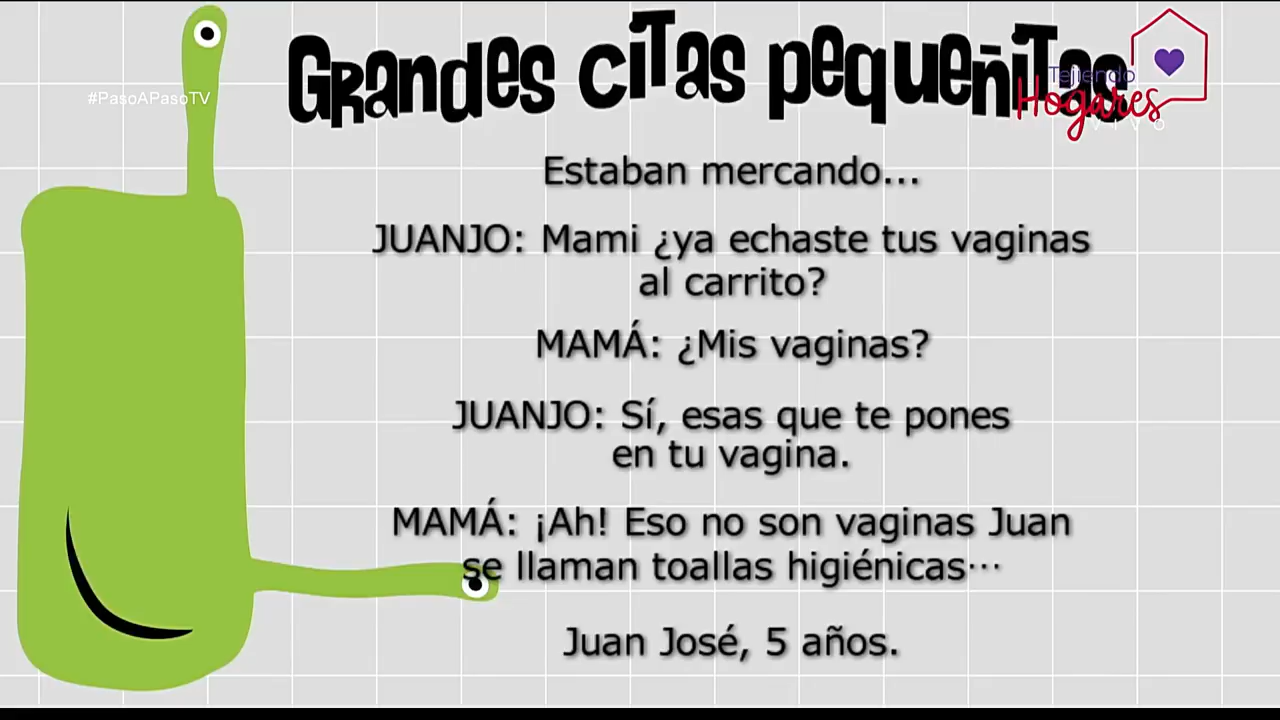 GRandes citas pequeñitas
Tejiendo
Hogares
#PasoAPasoTV
Estaban mercando...
JUANJO: Mami ¿ya echaste tus vaginas
al carrito?
MAMÁ: ¿Mis vaginas?
JUANJO: Sí, esas que te pones
en tu vagina.
MAMÁ: ¡Ah! Eso no son vaginas Juan
se llaman toallas higiénicas...
Juan José, 5 años.